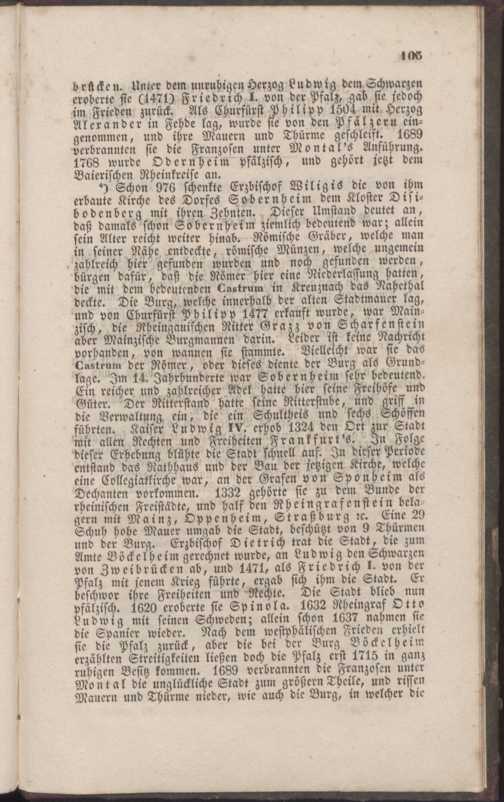 105
brücken. Unter dem unruhigen Herzog Ludwig dem Schwarzen
eroberte sie (1471) Friedrich I. von der Pfalz, gab sie jedoch
im Frieden zurück. Als Churfürst Philipp 1504 mit Herzog
Alexander in Fehde lag, wurde sie von den Pfälzern ein-
genommen, und ihre Mauern und Thürme geschleift. 1689
verbrannten sie die Franzosen unter Montal's Anführung.
1768 wurde Odernheim pfälzisch, und gehört jetzt dem
Baierischen Rheinkreise an.
*) Schon 976 schenkte Erzbischof Wiligis die von ihm
erbaute Kirche des Dorfes Sobernheim dem Kloster Disi-
bodenberg mit ihren Zehnten. Dieser Umstand deutet an,
daß damals schon Sobernheim ziemlich bedeutend war; allein
sein Alter reicht weiter hinab. Römische Gräber, welche man
in seiner Nähe entdeckte, römische Münzen, welche ungemein
zahlreich hier gefunden wurden und noch gefunden werden,
bürgen dafür, daß die Römer hier eine Niederlassung hatten,
die mit dem bedeutenden Castrum in Kreuznach das Nahethal
deckte. Die Burg, welche innerhalb der alten Stadtmauer lag,
und von Churfürst Philipp 1477 erkauft wurde, war Main-
zisch, die Rheingauischen Ritter Grazz von Scharfenstein
aber Mainzische Burgmannen darin. Leider ist keine Nachricht
vorhanden, von wannen sie stammte. Vielleicht war sie das
Castrum der Römer, oder dieses diente der Burg als Grund-
lage. Im 14. Jahrhunderte war Sobernheim sehr bedeutend.
Ein reicher und zahlreicher Adel hatte hier seine Freihöfe und
Güter. Der Ritterstand hatte seine Ritterstube, und griff in
die Verwaltung ein, die ein Schultheis und sechs Schöffen
führten. Kaiser Ludwig IV. erhob 1324 den Ort zur Stadt
mit allen Rechten und Freiheiten Frankfurt's. In Folge
dieser Erhebung blühte die Stadt schnell auf. In dieser Periode
entstand das Rathhaus und der Bau der jetzigen Kirche, welche
eine Collegiatkirche war, an der Grafen von Sponheim als
Dechanten vorkommen. 1332 gehörte sie zu dem Bunde der
rheinischen Freistädte, und half den Rheingrafenstein bela-
gern mit Mainz, Oppenheim, Straßburg ꝛc. Eine 29
Schuh hohe Mauer umgab die Stadt, beschützt von 9 Thürmen
und der Burg. Erzbischof Dietrich trat die Stadt, die zum
Amte Böckelheim gerechnet wurde, an Ludwig den Schwarzen
von Zweibrücken ab, und 1471, als Friedrich I. von der
Pfalz mit jenem Krieg führte, ergab sich ihm die Stadt. Er
beschwor ihre Freiheiten und Rechte. Die Stadt blieb nun
pfälzisch. 1620 eroberte sie Spinola. 1632 Rheingraf Otto
Ludwig mit seinen Schweden; allein schon 1637 nahmen sie
die Spanier wieder. Nach dem westphälischen Frieden erhielt
sie die Pfalz zurück, aber die bei der Burg Böckelheim
erzählten Streitigkeiten ließen doch die Pfalz erst 1715 in ganz
ruhigen Besitz kommen. 1689 verbrannten die Franzosen unter
Montal die unglückliche Stadt zum größern Theile, und rissen
Mauern und Thürme nieder, wie auch die Burg, in welcher die